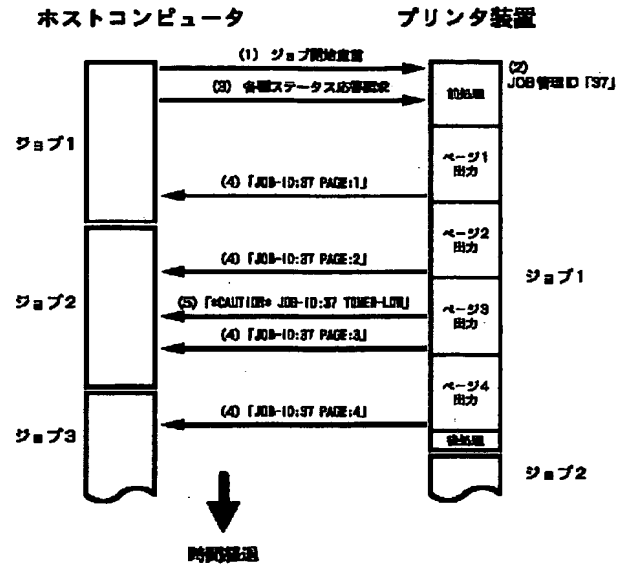 ホストコンピュータ
プリンタ装置
(1) ジョブ開始宣言
(2)
JOB管理ID「37」
(3) 各種ステータス応答要求
前処理
ジョブ1
ページ1
出力
(4)「JOB-ID:37 PAGE:1」
ページ2
出力
(4)「JOB-ID:37 PAGE:2」
ジョブ1
ジョブ2
(5)「*CAUTION* JOB-ID:37 TONER-LOW」
ページ3
出力
(4)「JOB-ID:37 PAGE:3」
ページ4
出力
(4)「JOB-ID:37 PAGE:4」
ジョブ3
後処理
ジョブ2
時間経過